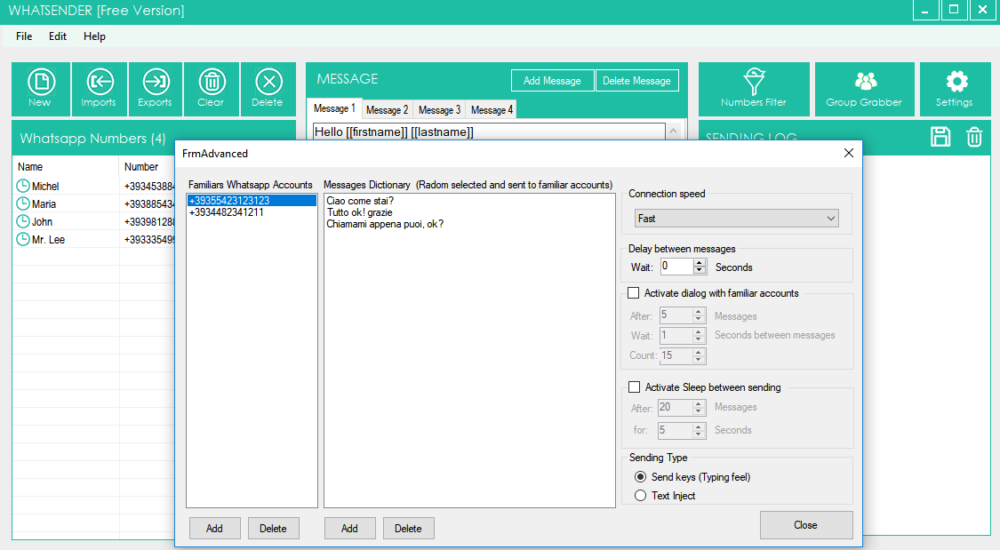 WHATSENDER [Free Version]
File Edit Help
New Imports Exports Clear Delete
MESSAGE
Add Message Delete Message
Numbers Filter Group Grabber Settings
Message 1 Message 2 Message 3 Message 4
Hello [[firstname]] [[lastname]]
Whatsapp Numbers (4)
SENDING LOG
Name Number
Michel +393453884
Maria +393885434
John +393981288
Mr. Lee +393335499
FrmAdvanced
Familiars Whatsapp Accounts
+39355423123123
+3934482341211
Add Delete
Messages Dictionary (Radom selected and sent to familiar accounts)
Ciao come stai?
Tutto ok! grazie
Chiamami appena puoi, ok?
Add Delete
Connection speed
Fast
Delay between messages
Wait: 0 Seconds
Activate dialog with familiar accounts
After: 5 Messages
Wait: 1 Seconds between messages
Count: 15
Activate Sleep between sending
After: 20 Messages
for: 5 Seconds
Sending Type
Send keys (Typing feel)
Text Inject
Close